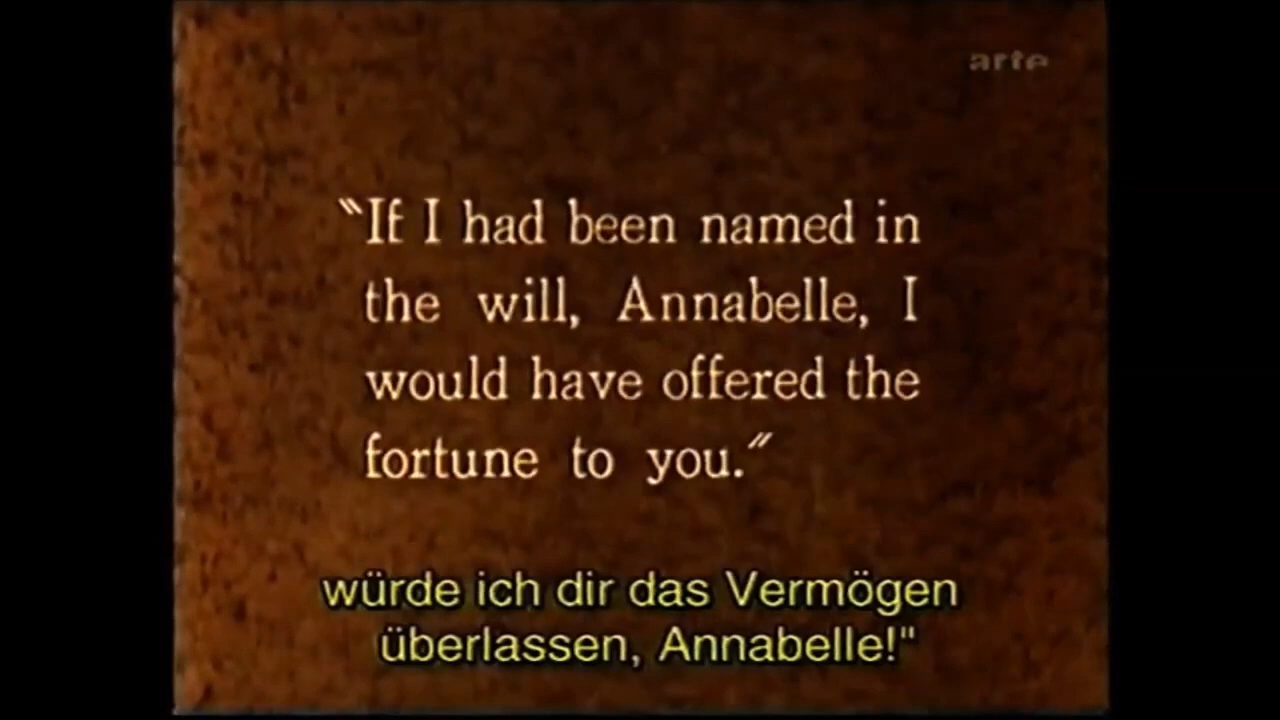 arte
"If I had been named in
the will, Annabelle, I
would have offered the
fortune to you."
würde ich dir das Vermögen
überlassen, Annabelle!"